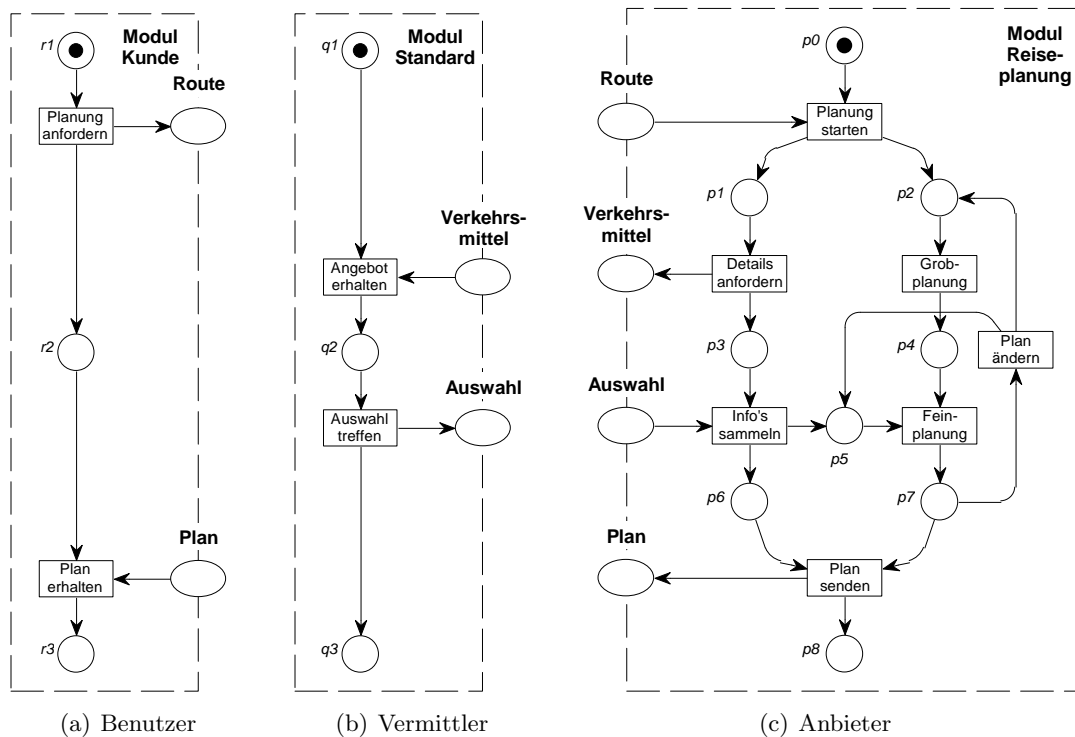 Modul
Kunde
r1
Route
Planung
anfordern
r2
Plan
Plan
erhalten
r3
(a) Benutzer
Modul
Standard
q1
Verkehrs-
mittel
Angebot
erhalten
q2
Auswahl
Auswahl
treffen
q3
(b) Vermittler
Modul
Reise-
planung
p0
Route
Planung
starten
p1
p2
Verkehrs-
mittel
Details
anfordern
Grob-
planung
p3
p4
Plan
ändern
Auswahl
Info's
sammeln
p5
Fein-
planung
p6
p7
Plan
Plan
senden
p8
(c) Anbieter